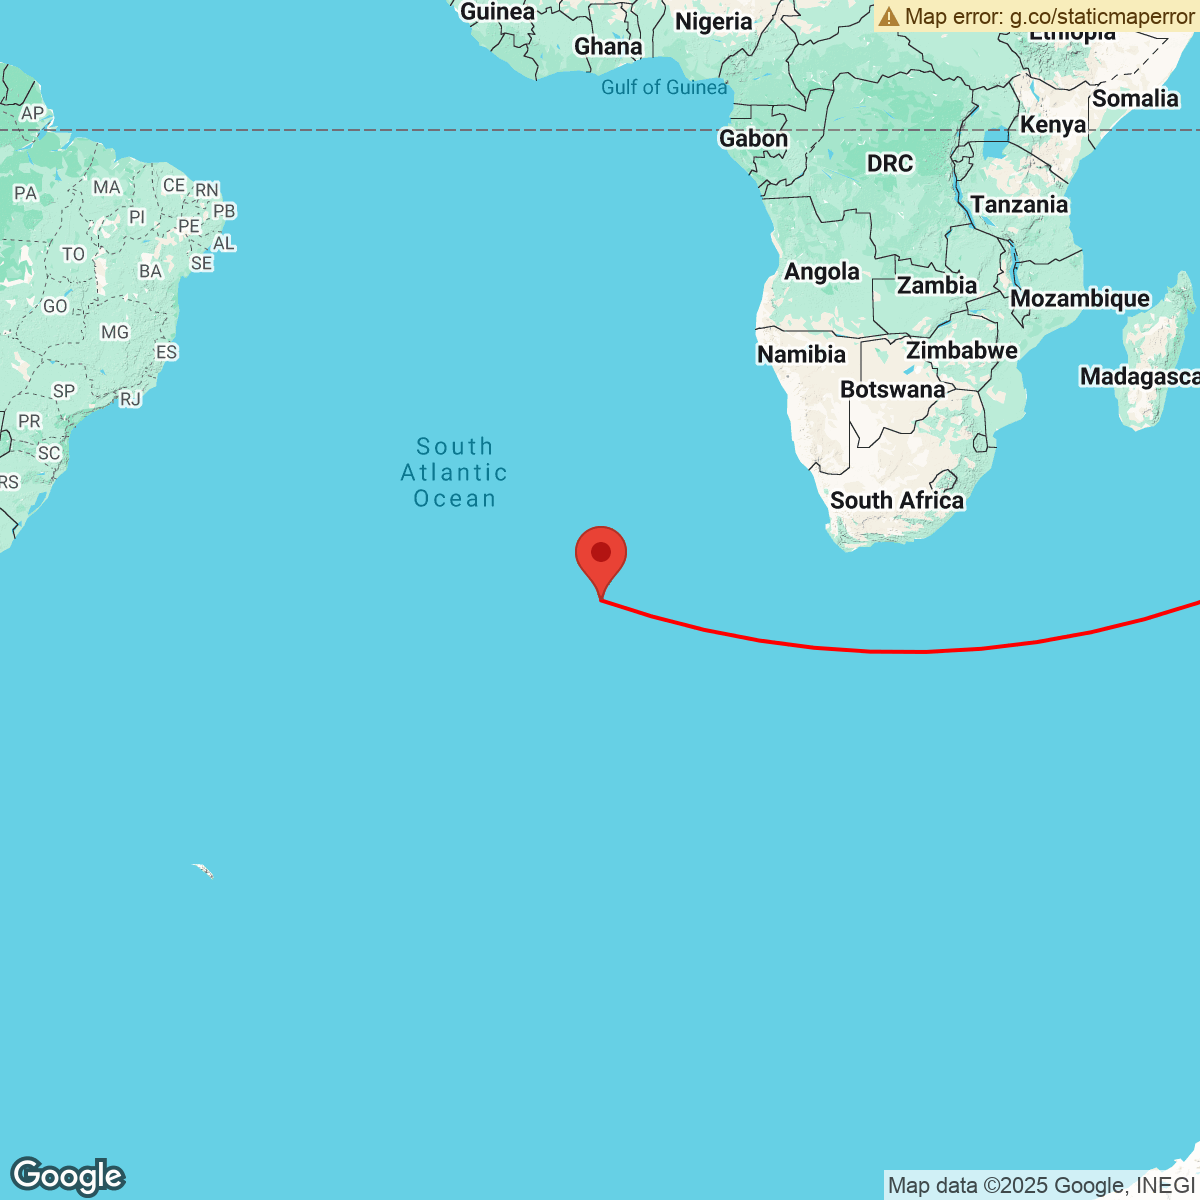 Guinea
Nigeria
Map error: g.co/staticmaperror
Ethiopia
Ghana
Gulf of Guinea
Somalia
AP
Kenya
Gabon
DRC
PA
MA
CE
RN
PI
PE
PB
Tanzania
TO
AL
SE
BA
Angola
Zambia
Mozambique
GO
MG
ES
Namibia
Zimbabwe
Madagasca
SP
RJ
Botswana
PR
SC
South
Atlantic
Ocean
RS
South Africa
Google
Map data ©2025 Google, INEGI